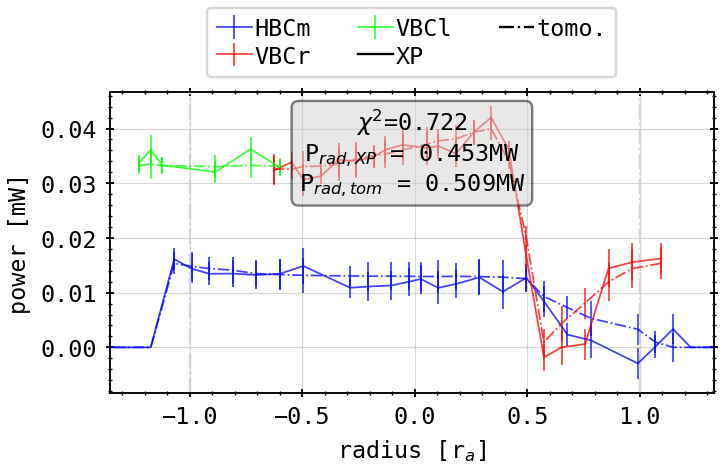 HBCm VBCl tomo.
VBCr XP
χ²=0.722
P_rad,XP = 0.453MW
P_rad,tom = 0.509MW
power [mW]
0.04
0.03
0.02
0.01
0.00
−1.0 −0.5 0.0 0.5 1.0
radius [r_a]